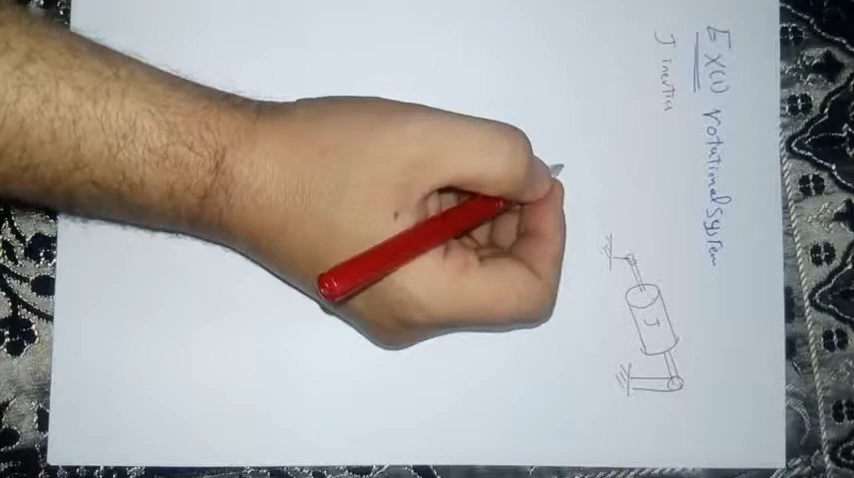 Ex(1) rotational system
J inertia
J